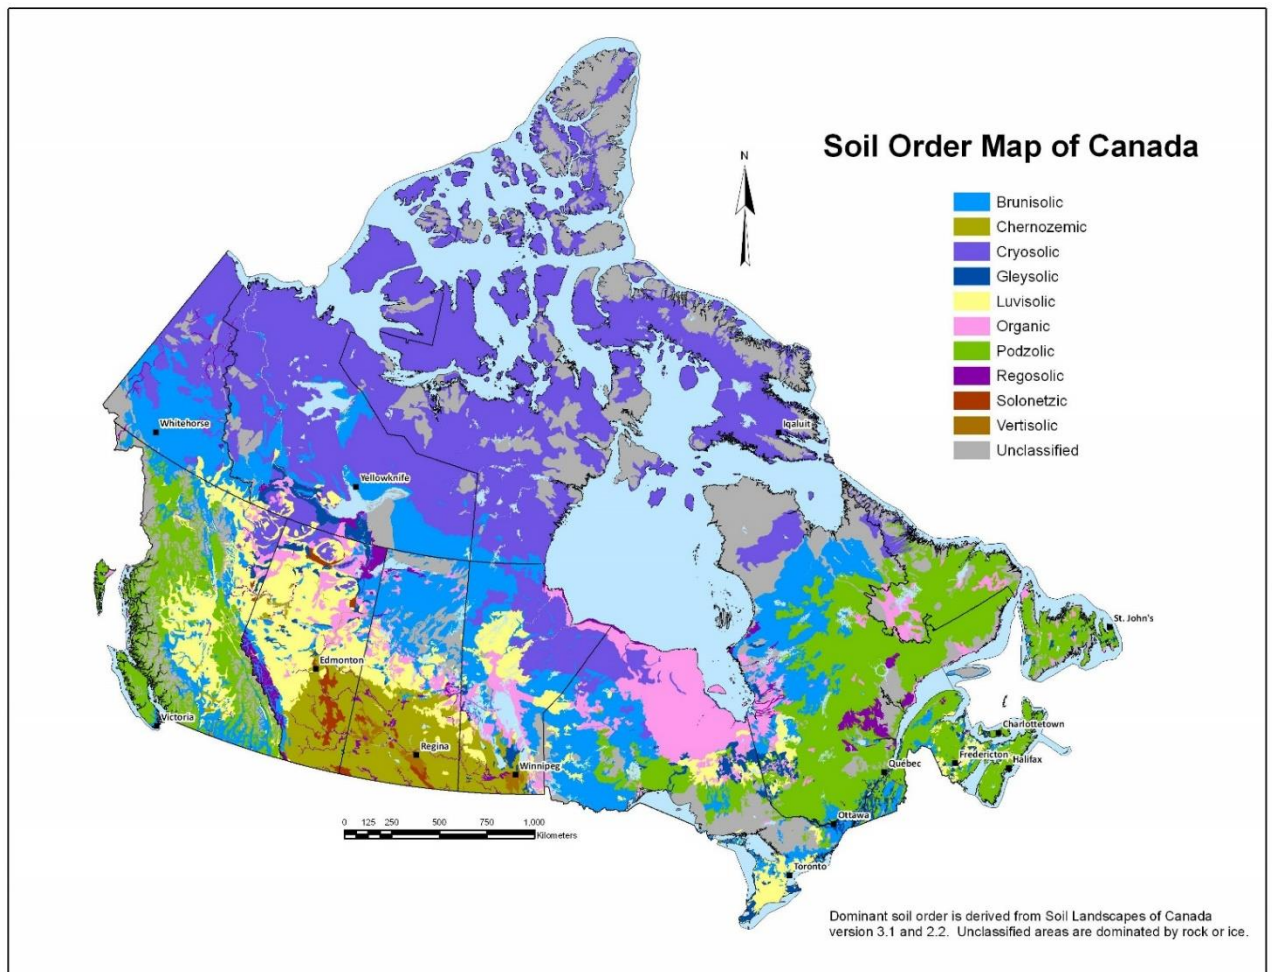 N
Soil Order Map of Canada
Brunisolic
Chernozemic
Cryosolic
Gleysolic
Luvisolic
Organic
Podzolic
Regosolic
Solonetzic
Vertisolic
Unclassified
Whitehorse
Iqaluit
Yellowknife
St. John's
Edmonton
Victoria
Charlottetown
Regina
Fredericton
Halifax
Winnipeg
Québec
Ottawa
Toronto
0 125 250 500 750 1,000
Kilometers
Dominant soil order is derived from Soil Landscapes of Canada
version 3.1 and 2.2. Unclassified areas are dominated by rock or ice.